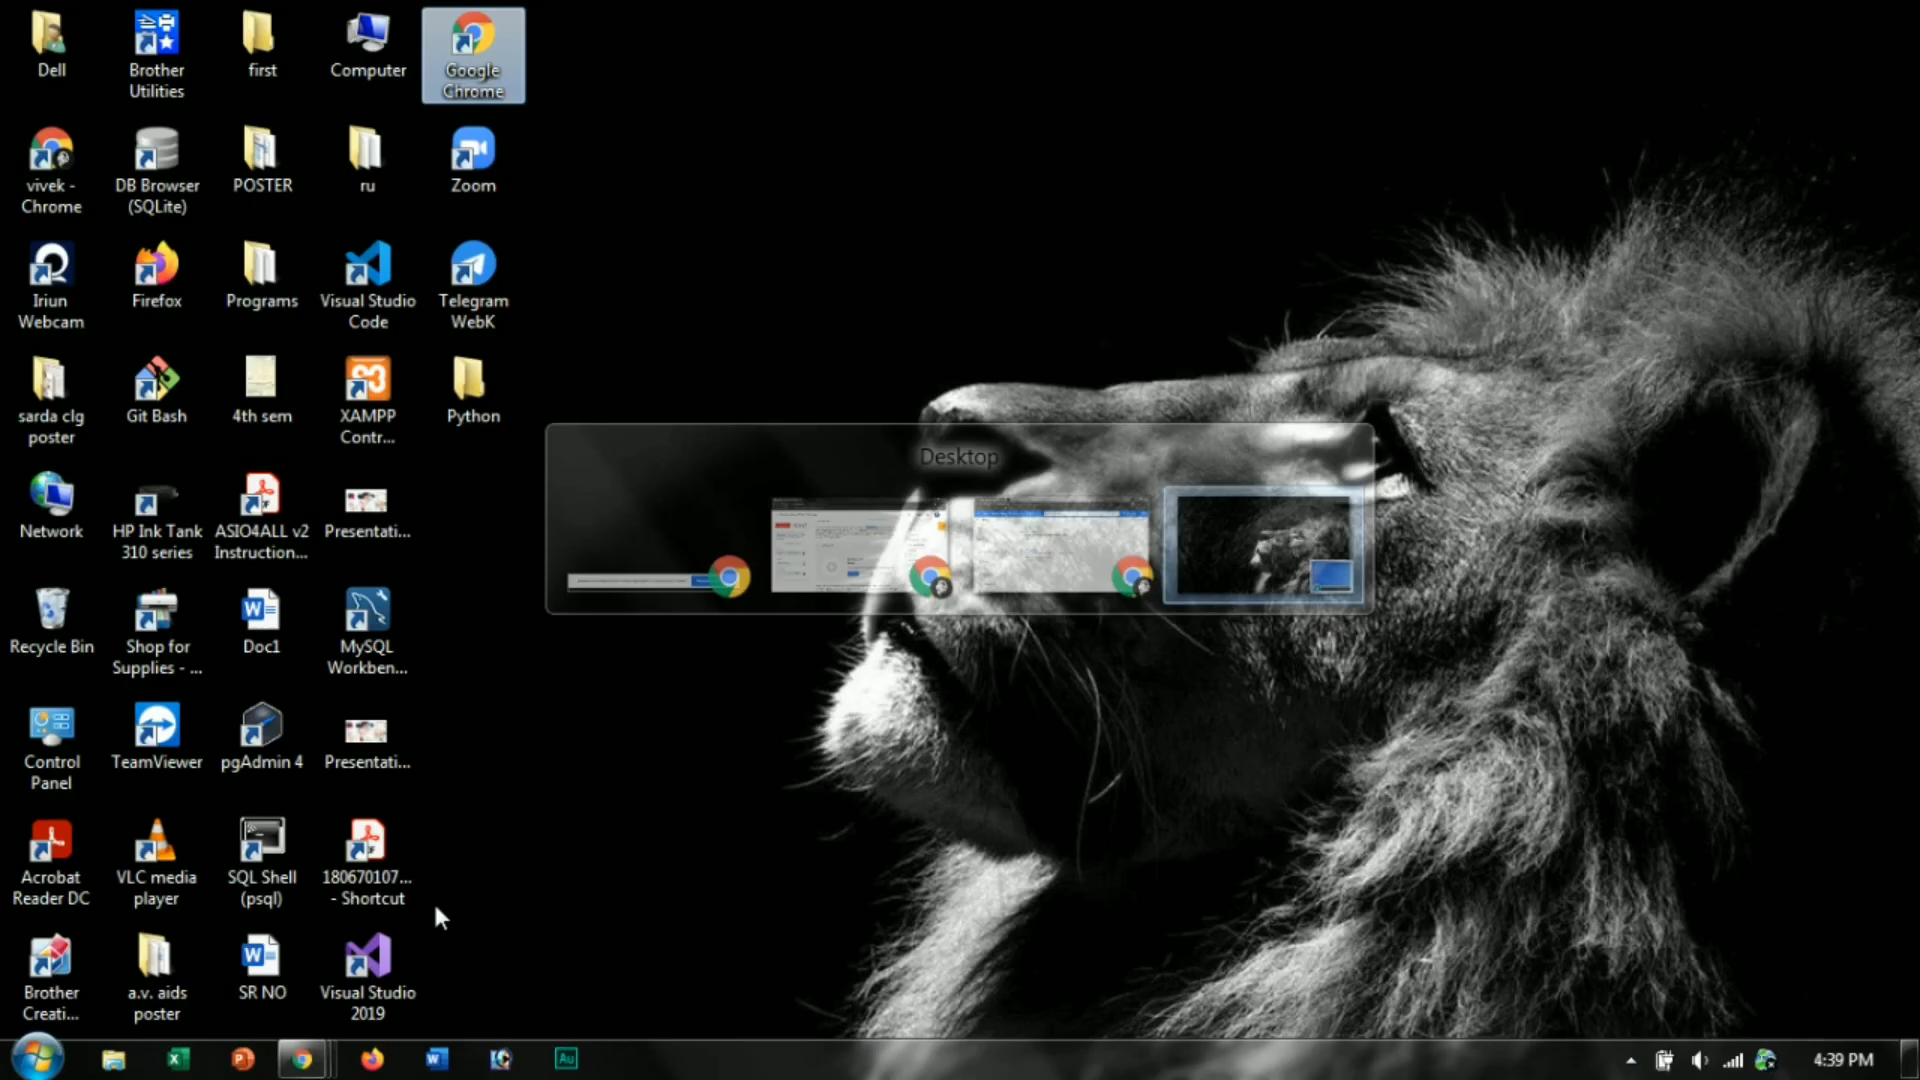 Dell
Brother
Utilities
first
Computer
Google
Chrome
vivek -
Chrome
DB Browser
(SQLite)
POSTER
ru
Zoom
Iriun
Webcam
Firefox
Programs
Visual Studio
Code
Telegram
WebK
sarda clg
poster
Git Bash
4th sem
XAMPP
Contr...
Python
Desktop
Network
HP Ink Tank
310 series
ASIO4ALL v2
Instruction...
Presentati...
Recycle Bin
Shop for
Supplies - ...
Doc1
MySQL
Workben...
Control
Panel
TeamViewer
pgAdmin 4
Presentati...
Acrobat
Reader DC
VLC media
player
SQL Shell
(psql)
180670107...
- Shortcut
Brother
Creati...
a.v. aids
poster
SR NO
Visual Studio
2019
Au
4:39 PM